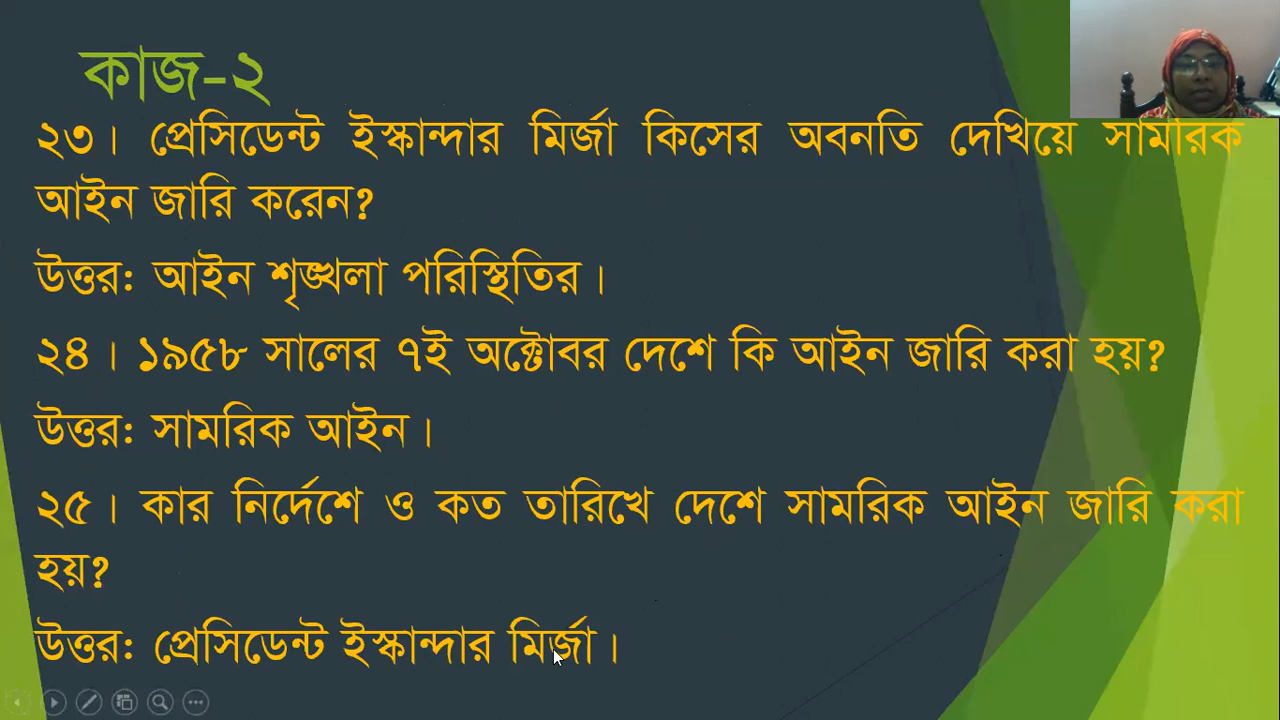 কাজ-২
২৩। প্রেসিডেন্ট ইস্কান্দার মির্জা কিসের অবনতি দেখিয়ে সামরিক
আইন জারি করেন?
উত্তর: আইন শৃঙ্খলা পরিস্থিতির।
২৪। ১৯৫৮ সালের ৭ই অক্টোবর দেশে কি আইন জারি করা হয়?
উত্তর: সামরিক আইন।
২৫। কার নির্দেশে ও কত তারিখে দেশে সামরিক আইন জারি করা
হয়?
উত্তর: প্রেসিডেন্ট ইস্কান্দার মির্জা।